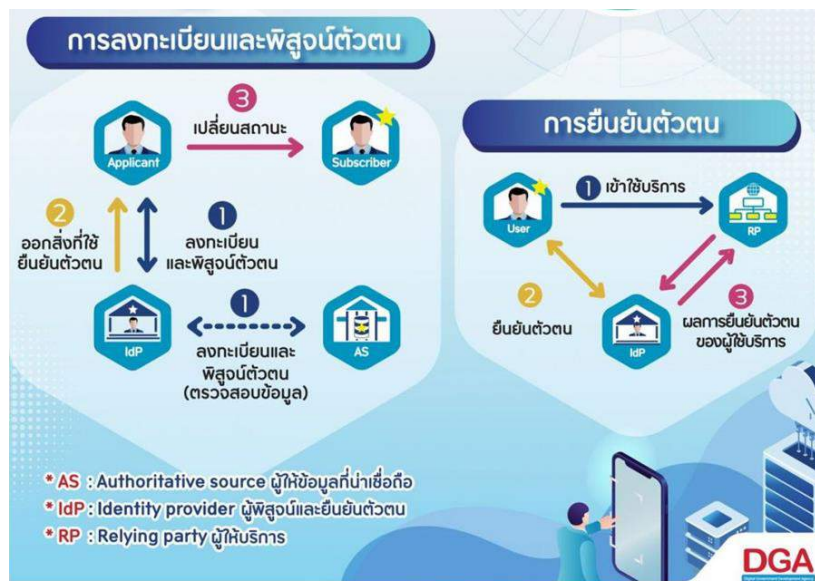 การลงทะเบียนและพิสูจน์ตัวตน
3
เปลี่ยนสถานะ
Applicant
Subscriber
2
ออกสิ่งที่ใช้
ยืนยันตัวตน
1
ลงทะเบียน
และพิสูจน์ตัวตน
IdP
1
ลงทะเบียนและ
พิสูจน์ตัวตน
(ตรวจสอบข้อมูล)
AS
การยืนยันตัวตน
1 เข้าใช้บริการ
User
RP
2
ยืนยันตัวตน
IdP
3
ผลการยืนยันตัวตน
ของผู้ใช้บริการ
* AS : Authoritative source ผู้ให้ข้อมูลที่น่าเชื่อถือ
* IdP : Identity provider ผู้พิสูจน์และยืนยันตัวตน
* RP : Relying party ผู้ให้บริการ
DGA
Digital Government Development Agency